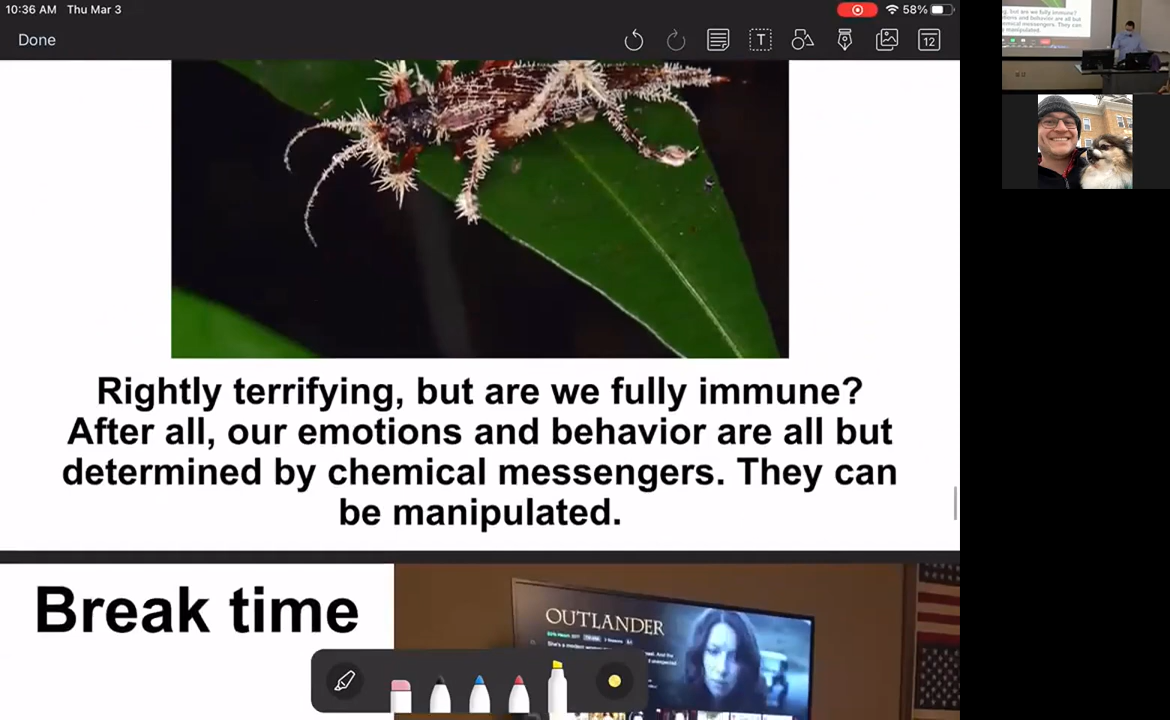 10:36 AM Thu Mar 3
58%
Done
T
12
Rightly terrifying, but are we fully immune?
After all, our emotions and behavior are all but
determined by chemical messengers. They can
be manipulated.
Break time
OUTLANDER